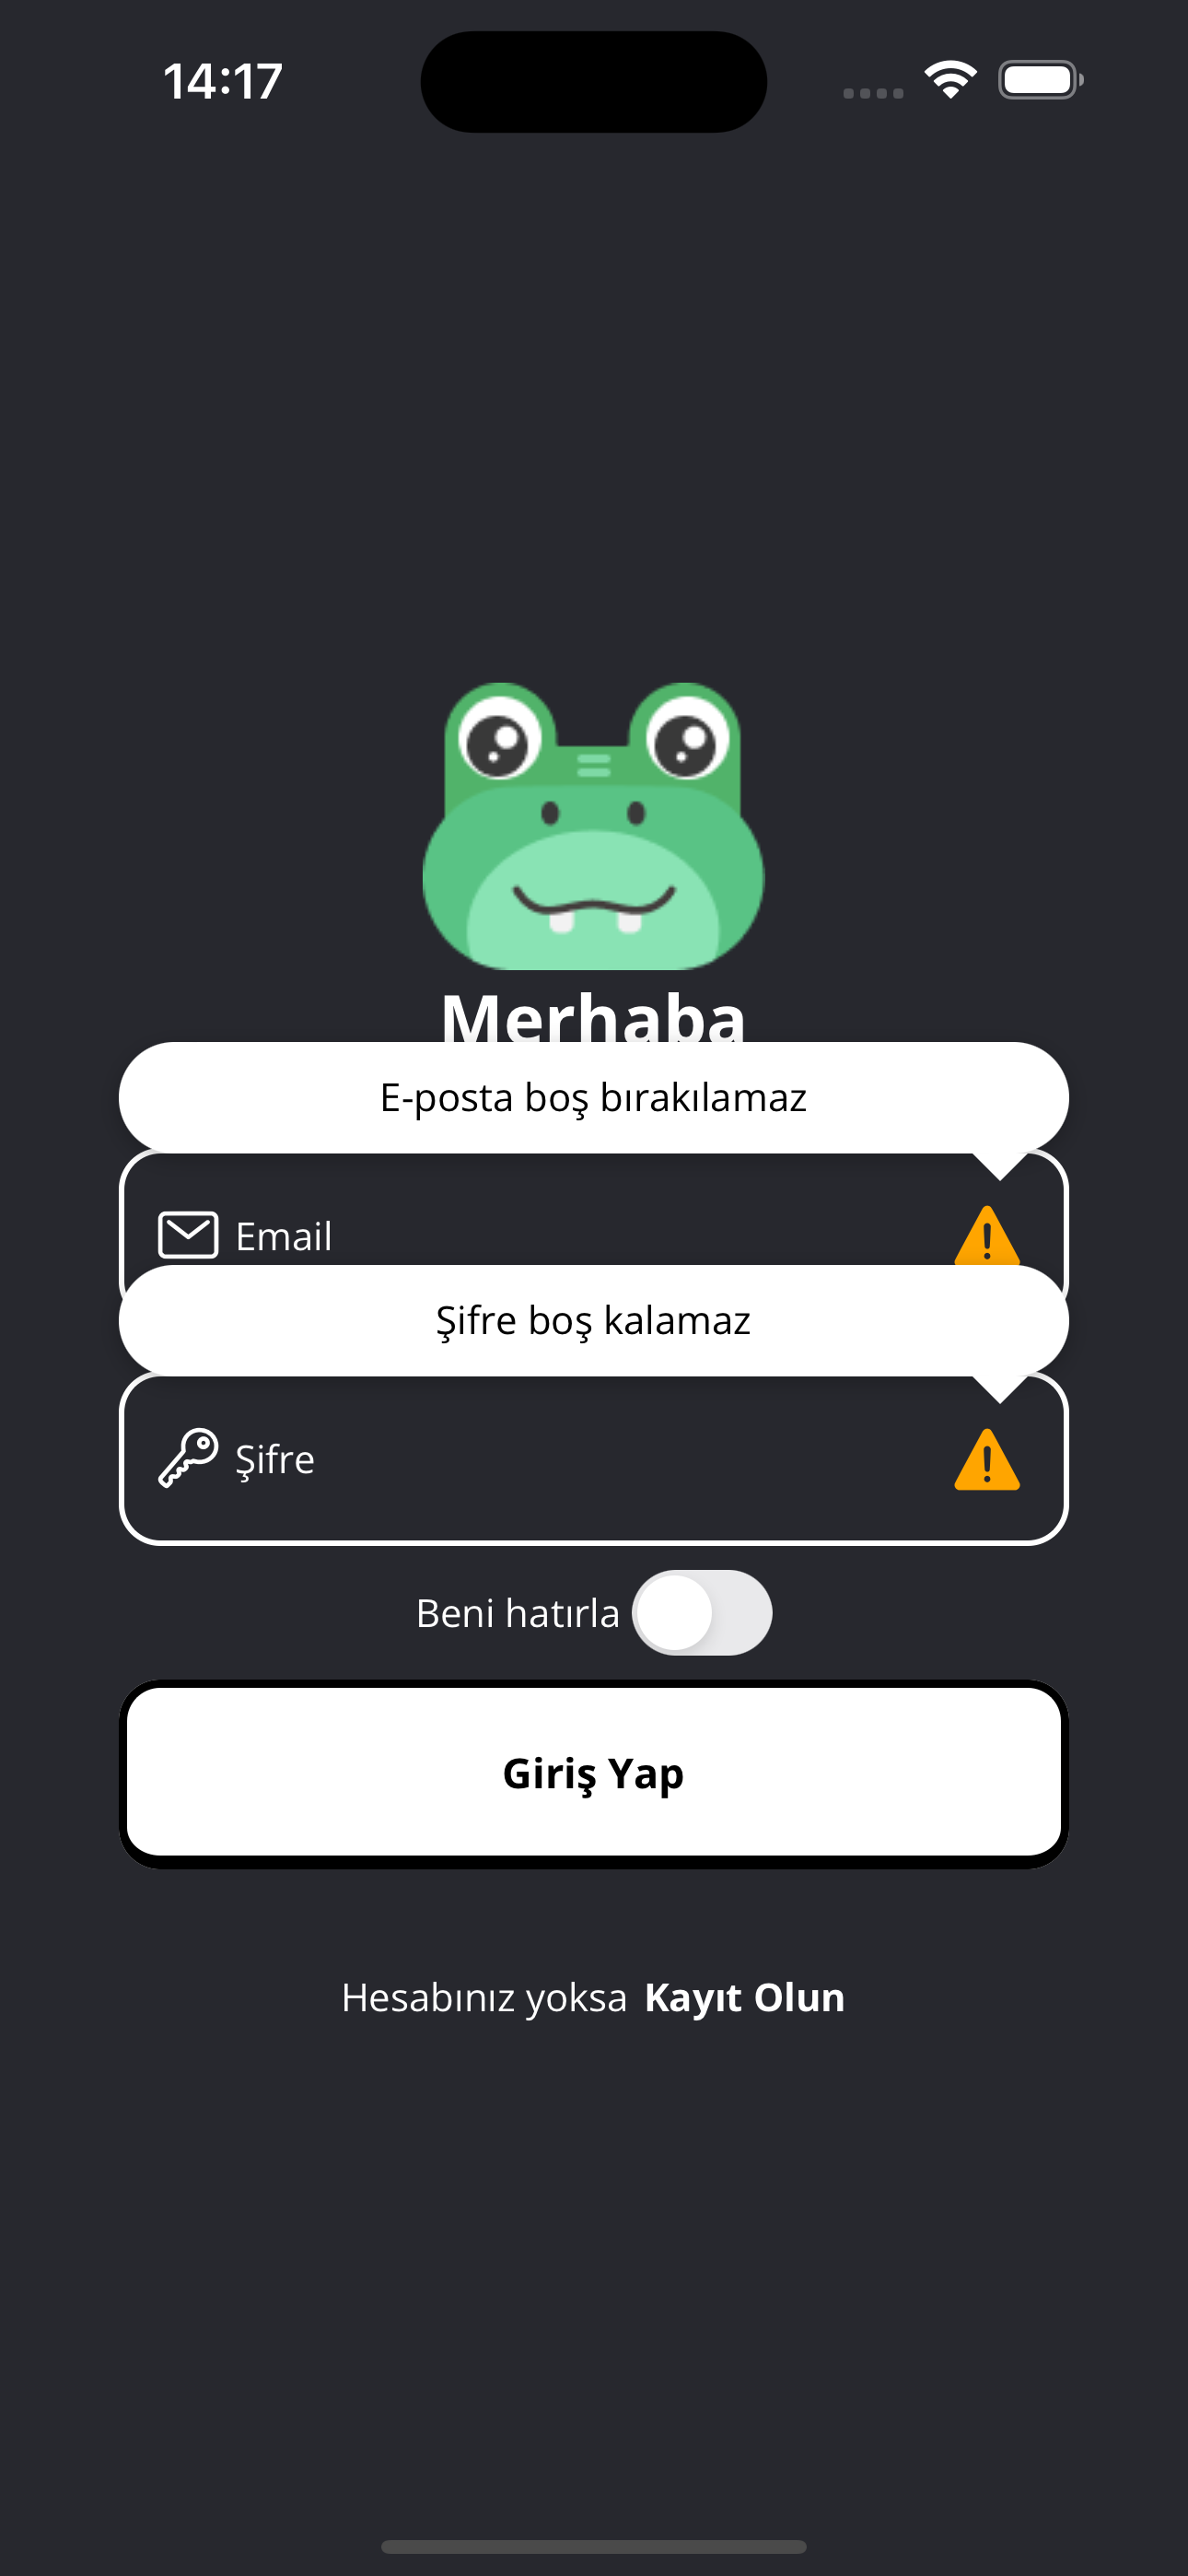 14:17
Merhaba
E-posta boş bırakılamaz
Email
Şifre boş kalamaz
Şifre
Beni hatırla
Giriş Yap
Hesabınız yoksa Kayıt Olun